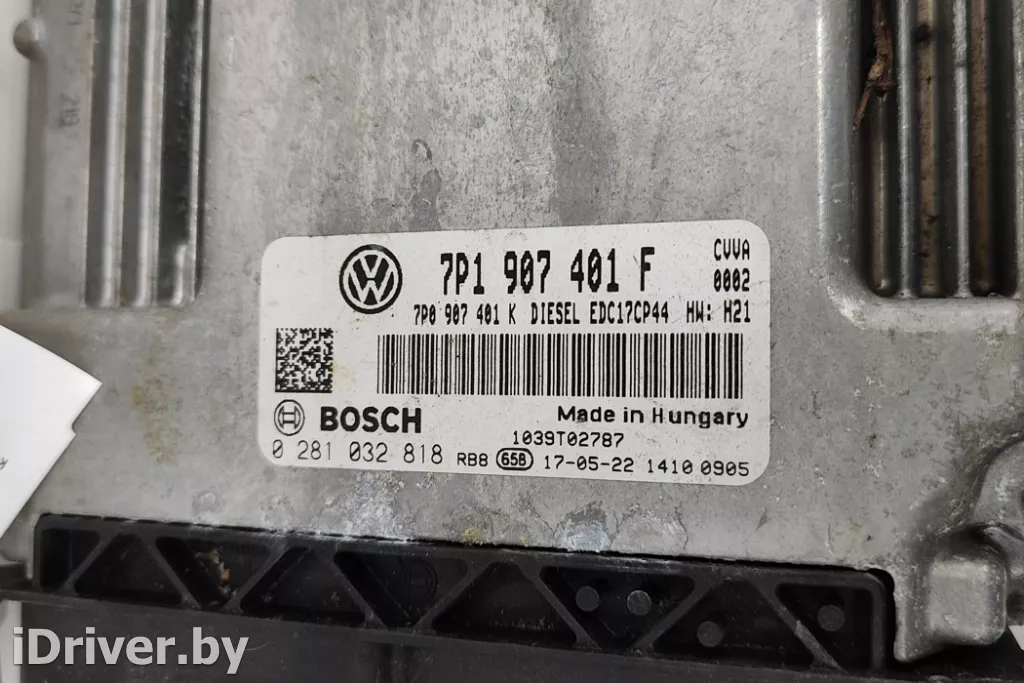 7P1 907 401 F CVVA
0002
7P0 907 401 K DIESEL EDC17CP44 HW: H21
BOSCH Made in Hungary
1039T02787
0 281 032 818 RB8 65B 17-05-22 1410 0905
iDriver.by